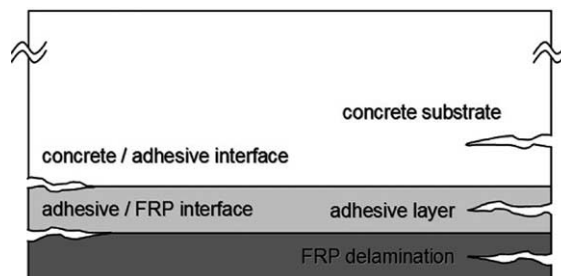 concrete substrate
concrete / adhesive interface
adhesive / FRP interface
adhesive layer
FRP delamination